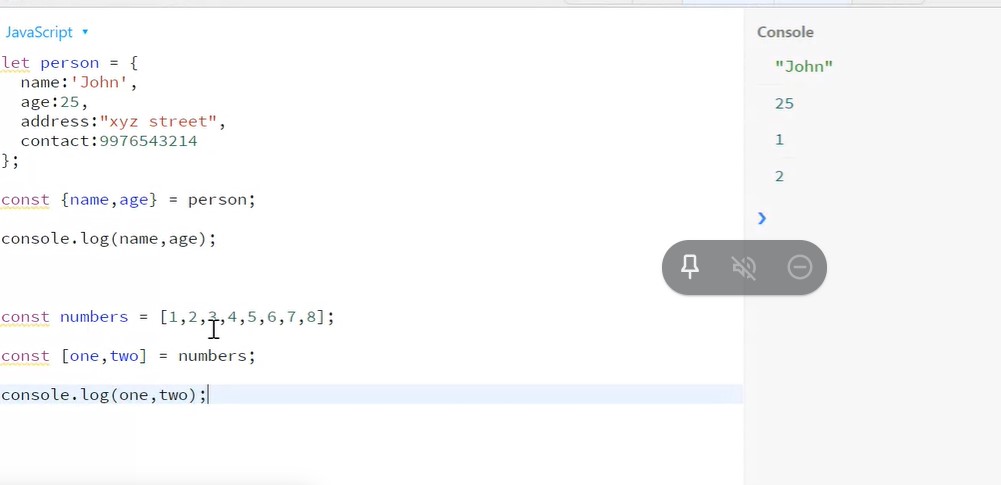 JavaScript
let person = {
name:'John',
age:25,
address:"xyz street",
contact:9976543214
};
const {name,age} = person;
console.log(name,age);
const numbers = [1,2,3,4,5,6,7,8];
const [one,two] = numbers;
console.log(one,two);
Console
"John"
25
1
2